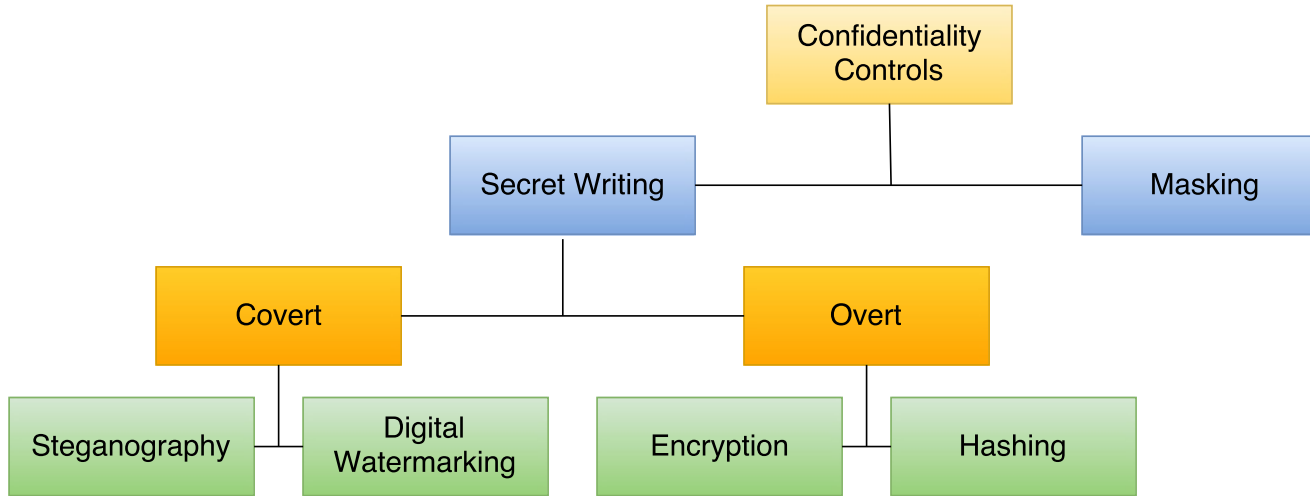 Confidentiality
Controls
Secret Writing
Masking
Covert
Overt
Steganography
Digital
Watermarking
Encryption
Hashing